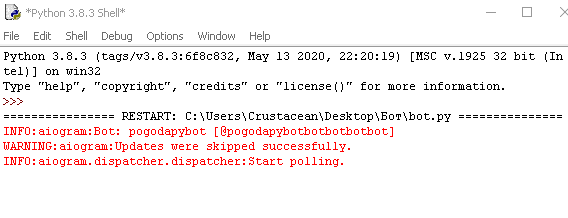 *Python 3.8.3 Shell*
File Edit Shell Debug Options Window Help
Python 3.8.3 (tags/v3.8.3:6f8c832, May 13 2020, 22:20:19) [MSC v.1925 32 bit (In
tel)] on win32
Type "help", "copyright", "credits" or "license()" for more information.
>>>
=============== RESTART: C:\Users\Crustacean\Desktop\Бот\bot.py ===============
INFO:aiogram:Bot: pogodapybot [@pogodapybotbotbotbotbot]
WARNING:aiogram:Updates were skipped successfully.
INFO:aiogram.dispatcher.dispatcher:Start polling.